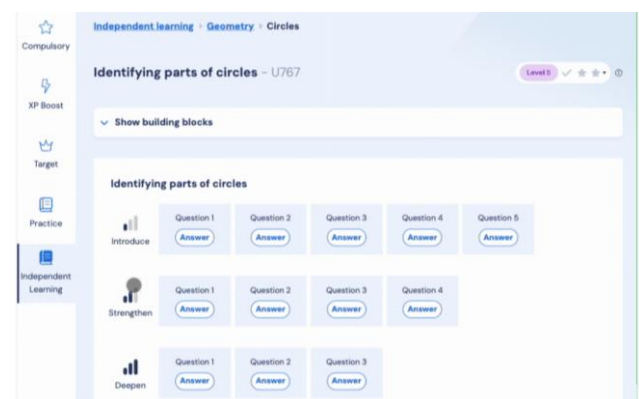 Compulsory
XP Boost
Target
Practice
Independent
Learning
Independent learning › Geometry › Circles
Identifying parts of circles – U767
Level 5
Show building blocks
Identifying parts of circles
Introduce
Question 1 Question 2 Question 3 Question 4 Question 5
Answer Answer Answer Answer Answer
Strengthen
Question 1 Question 2 Question 3 Question 4
Answer Answer Answer Answer
Deepen
Question 1 Question 2 Question 3
Answer Answer Answer